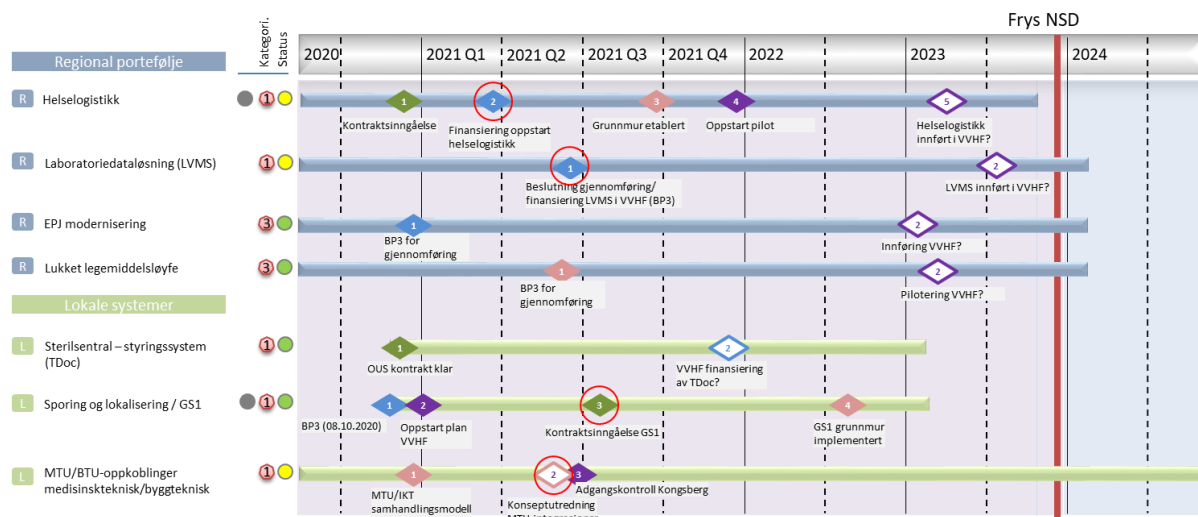 Frys NSD
Kategori.
Status
2020
2021 Q1
2021 Q2
2021 Q3
2021 Q4
2022
2023
2024
Regional portefølje
R Helselogistikk
1
1
2
3
4
5
Kontraktsinngåelse
Finansiering oppstart
helselogistikk
Grunnmur etablert
Oppstart pilot
Helselogistikk
innført i VVHF?
R Laboratoriedataløsning (LVMS)
1
1
2
Beslutning gjennomføring/
finansiering LVMS i VVHF (BP3)
LVMS innført i VVHF?
R EPJ modernisering
3
1
2
BP3 for
gjennomføring
Innføring VVHF?
R Lukket legemiddelsløyfe
3
1
2
BP3 for
gjennomføring
Pilotering VVHF?
Lokale systemer
L Sterilsentral – styringssystem
(TDoc)
1
1
2
OUS kontrakt klar
VVHF finansiering
av TDoc?
L Sporing og lokalisering / GS1
1
1
2
3
4
BP3 (08.10.2020)
Oppstart plan
VVHF
Kontraktsinngåelse GS1
GS1 grunnmur
implementert
L MTU/BTU-oppkoblinger
medisinskteknisk/byggteknisk
1
1
2
3
MTU/IKT
samhandlingsmodell
Konseptutredning
Adgangskontroll Kongsberg